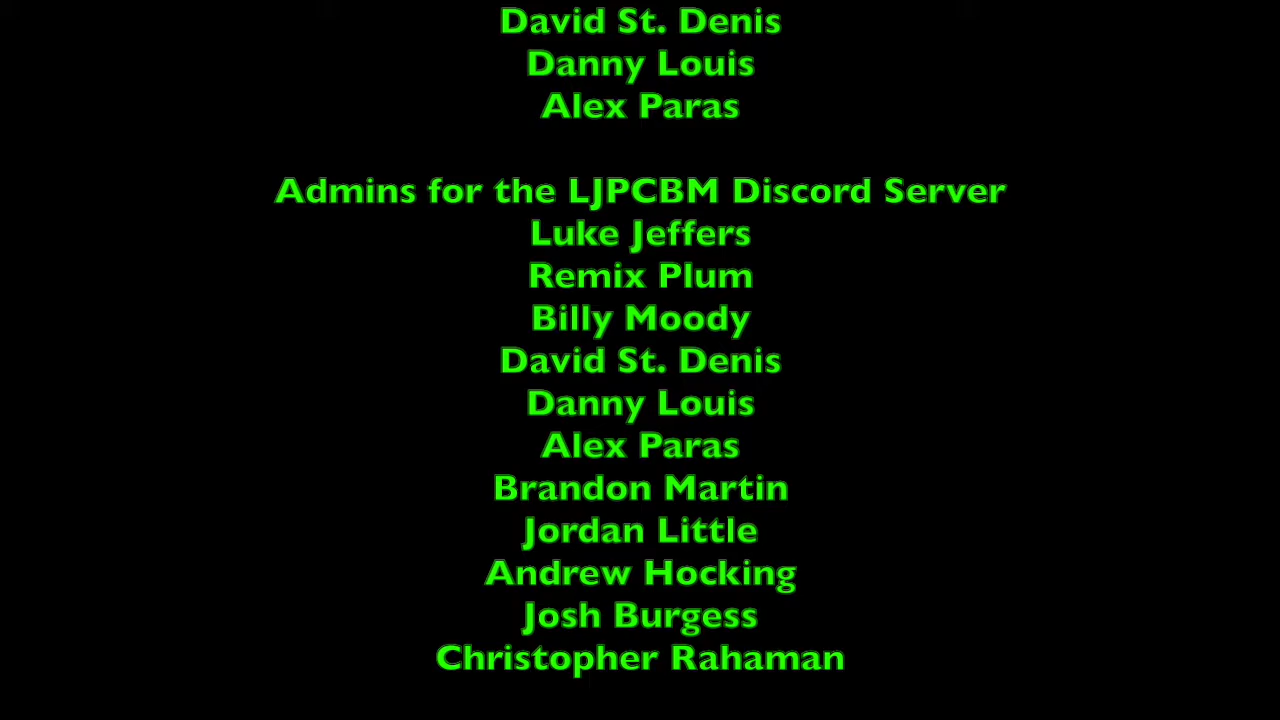 David St. Denis
Danny Louis
Alex Paras
Admins for the LJPCBM Discord Server
Luke Jeffers
Remix Plum
Billy Moody
David St. Denis
Danny Louis
Alex Paras
Brandon Martin
Jordan Little
Andrew Hocking
Josh Burgess
Christopher Rahaman